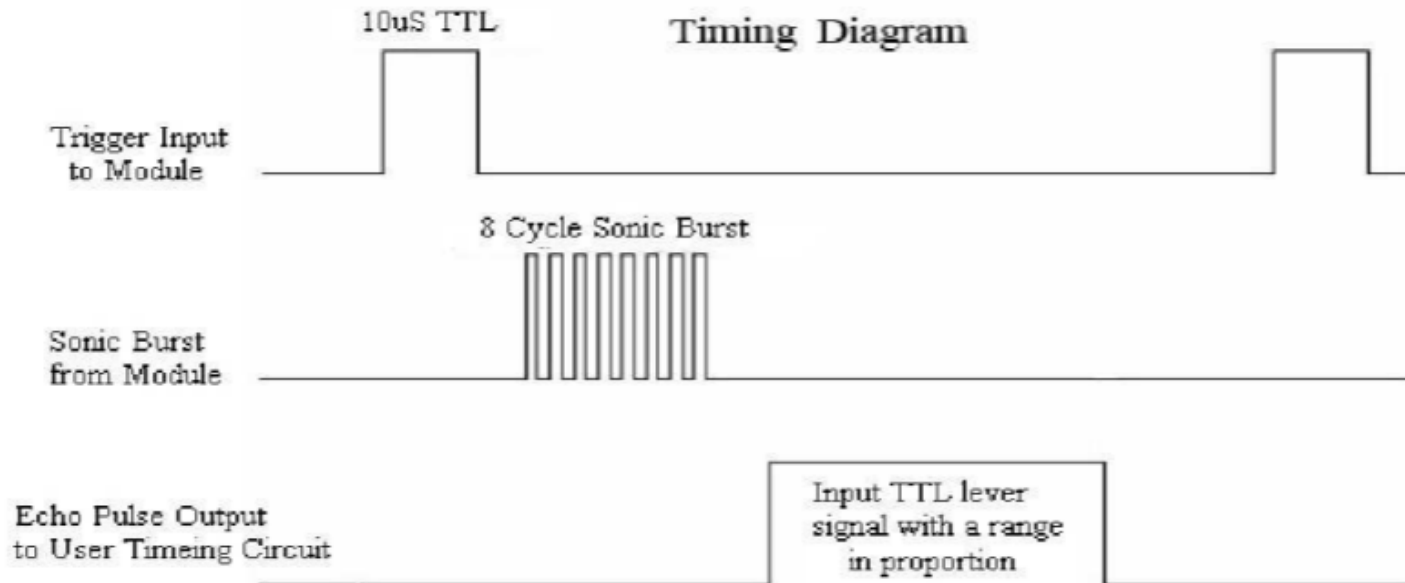 10uS TTL
Timing Diagram
Trigger Input
to Module
8 Cycle Sonic Burst
Sonic Burst
from Module
Input TTL lever
signal with a range
in proportion
Echo Pulse Output
to User Timeing Circuit